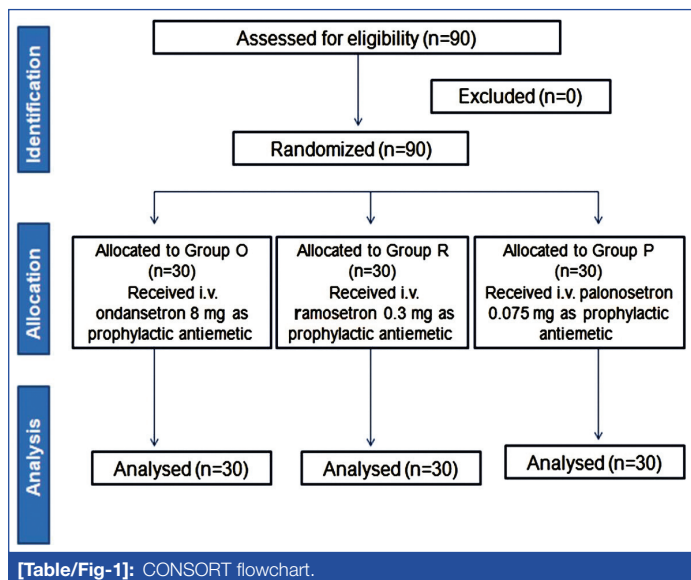 Identification
Assessed for eligibility (n=90)
Excluded (n=0)
Randomized (n=90)
Allocation
Allocated to Group O
(n=30)
Received i.v.
ondansetron 8 mg as
prophylactic antiemetic
Allocated to Group R
(n=30)
Received i.v.
ramosetron 0.3 mg as
prophylactic antiemetic
Allocated to Group P
(n=30)
Received i.v. palonosetron
0.075 mg as prophylactic
antiemetic
Analysis
Analysed (n=30)
Analysed (n=30)
Analysed (n=30)
[Table/Fig-1]: CONSORT flowchart.